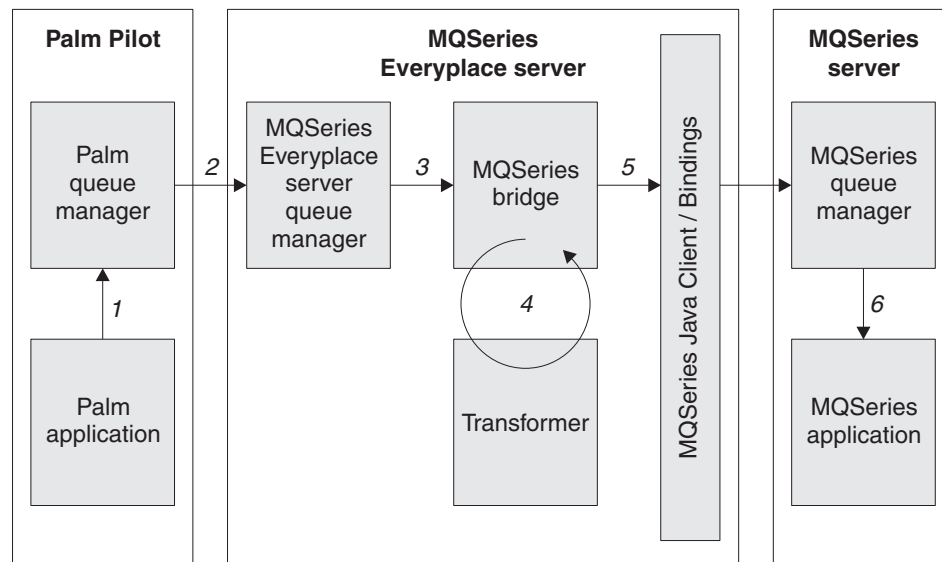 Palm Pilot
MQSeries
Everyplace server
MQSeries
server
Palm
queue
manager
2
MQSeries
Everyplace
server
queue
manager
3
MQSeries
bridge
5
MQSeries Java Client / Bindings
MQSeries
queue
manager
1
4
6
Palm
application
Transformer
MQSeries
application